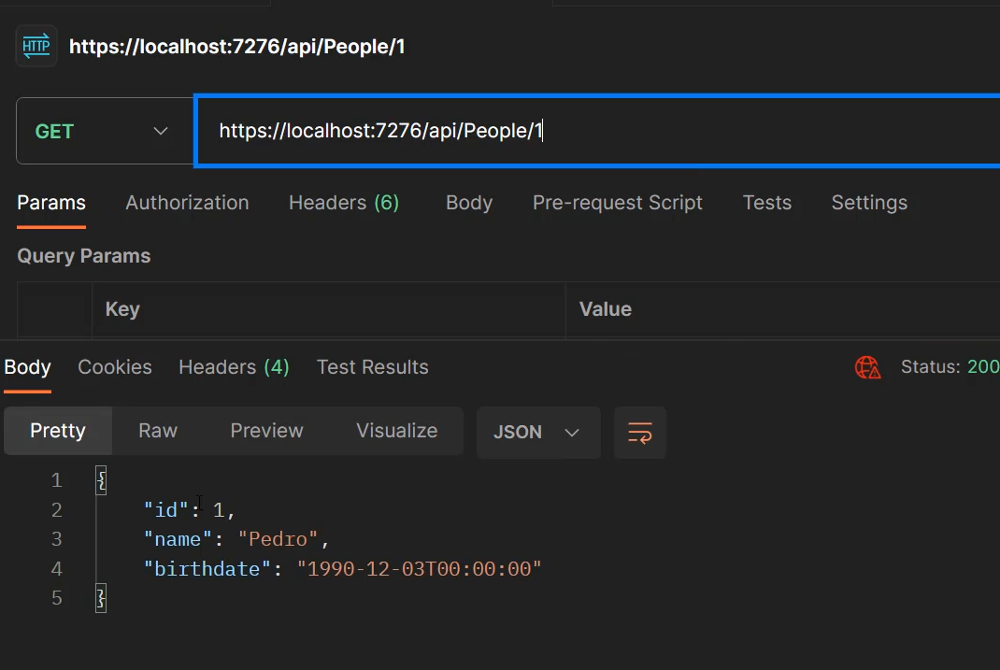 HTTP https://localhost:7276/api/People/1
GET https://localhost:7276/api/People/1
Params Authorization Headers (6) Body Pre-request Script Tests Settings
Query Params
Key Value
Body Cookies Headers (4) Test Results Status: 200
Pretty Raw Preview Visualize JSON
1 {
2 "id": 1,
3 "name": "Pedro",
4 "birthdate": "1990-12-03T00:00:00"
5 }